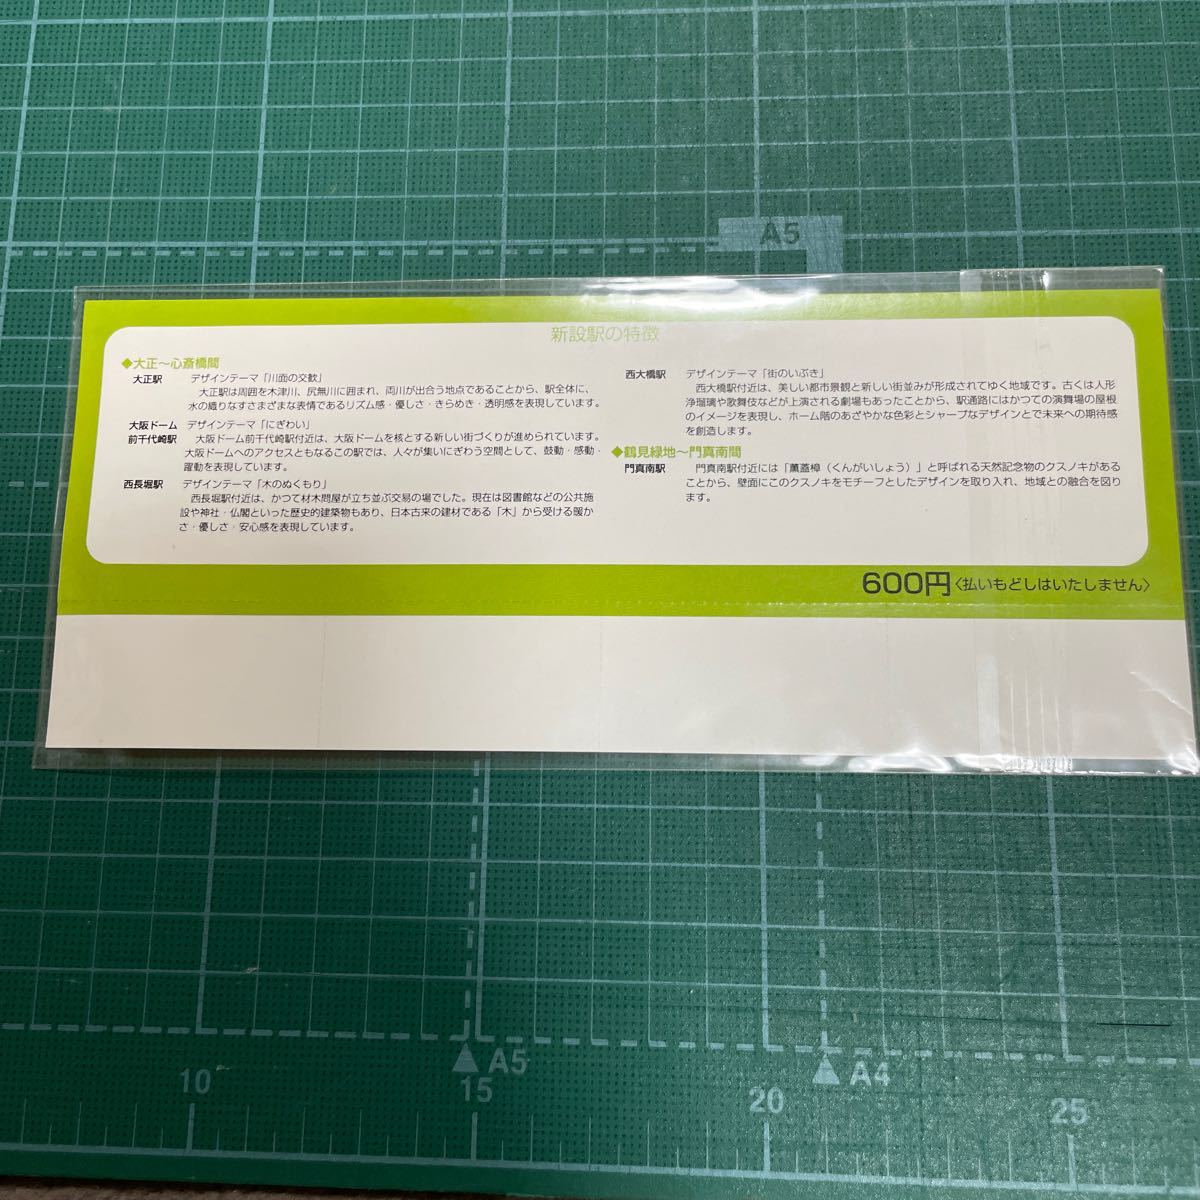 A5
新設駅の特徴
◆大正～心斎橋間
大正駅 デザインテーマ「川面の交歓」
大正駅は周囲を木津川、尻無川に囲まれ、両川が出合う地点であることから、駅全体に、
水の織りなすさまざまな表情であるリズム感・優しさ・きらめき・透明感を表現しています。
大阪ドーム デザインテーマ「にぎわい」
前千代崎駅 大阪ドーム前千代崎駅付近は、大阪ドームを核とする新しい街づくりが進められています。
大阪ドームへのアクセスともなるこの駅では、人々が集いにぎわう空間として、鼓動・感動・
躍動を表現しています。
西長堀駅 デザインテーマ「木のぬくもり」
西長堀駅付近は、かつて材木問屋が立ち並ぶ交易の場でした。現在は図書館などの公共施
設や神社・仏閣といった歴史的建築物もあり、日本古来の建材である「木」から受ける暖か
さ・優しさ・安心感を表現しています。
西大橋駅 デザインテーマ「街のいぶき」
西大橋駅付近は、美しい都市景観と新しい街並みが形成されてゆく地域です。古くは人形
浄瑠璃や歌舞伎などが上演される劇場もあったことから、駅通路にはかつての演舞場の屋根
のイメージを表現し、ホーム階のあざやかな色彩とシャープなデザインとで未来への期待感
を創造します。
◆鶴見緑地～門真南間
門真南駅 門真南駅付近には「薫蓋樟（くんがいしょう）」と呼ばれる天然記念物のクスノキがある
ことから、壁面にこのクスノキをモチーフとしたデザインを取り入れ、地域との融合を図り
ます。
600円〈払いもどしはいたしません〉
A5
A4
10
15
20
25